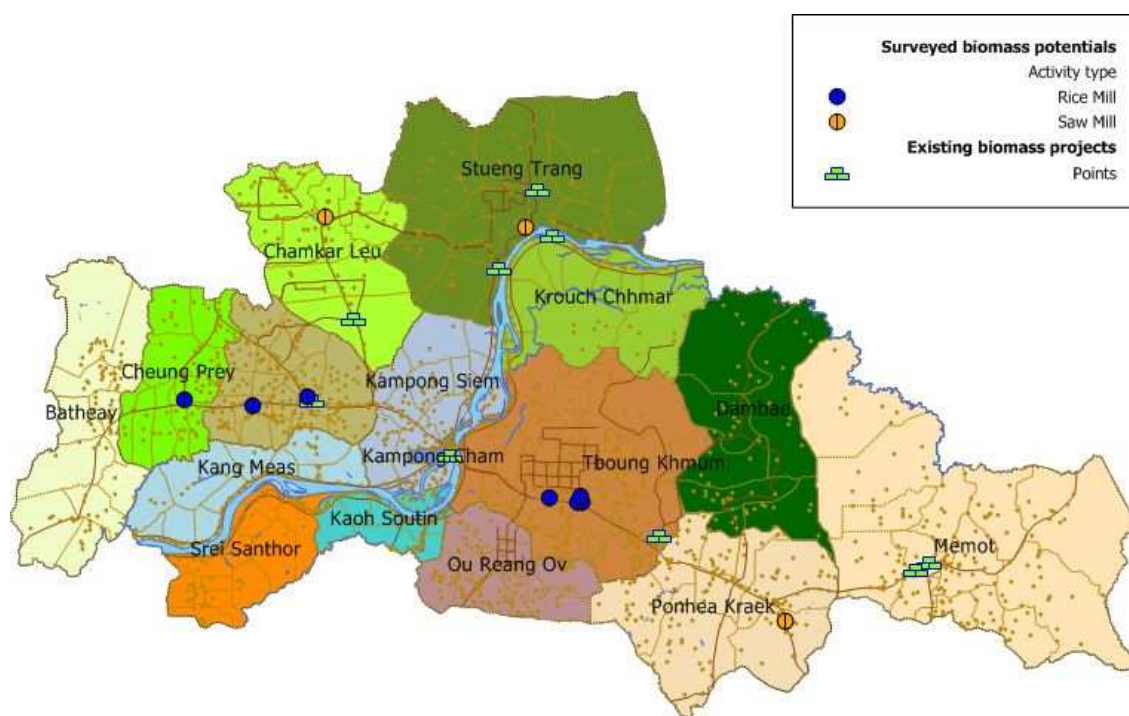 Surveyed biomass potentials
Activity type
Rice Mill
Saw Mill
Existing biomass projects
Points
Stueng Trang
Chamkar Leu
Krouch Chhmar
Cheung Prey
Kampong Siem
Batheay
Dambae
Kampong Cham
Kang Meas
Tboung Khmum
Kaoh Soutin
Srei Santhor
Ou Reang Ov
Memot
Ponhea Kraek